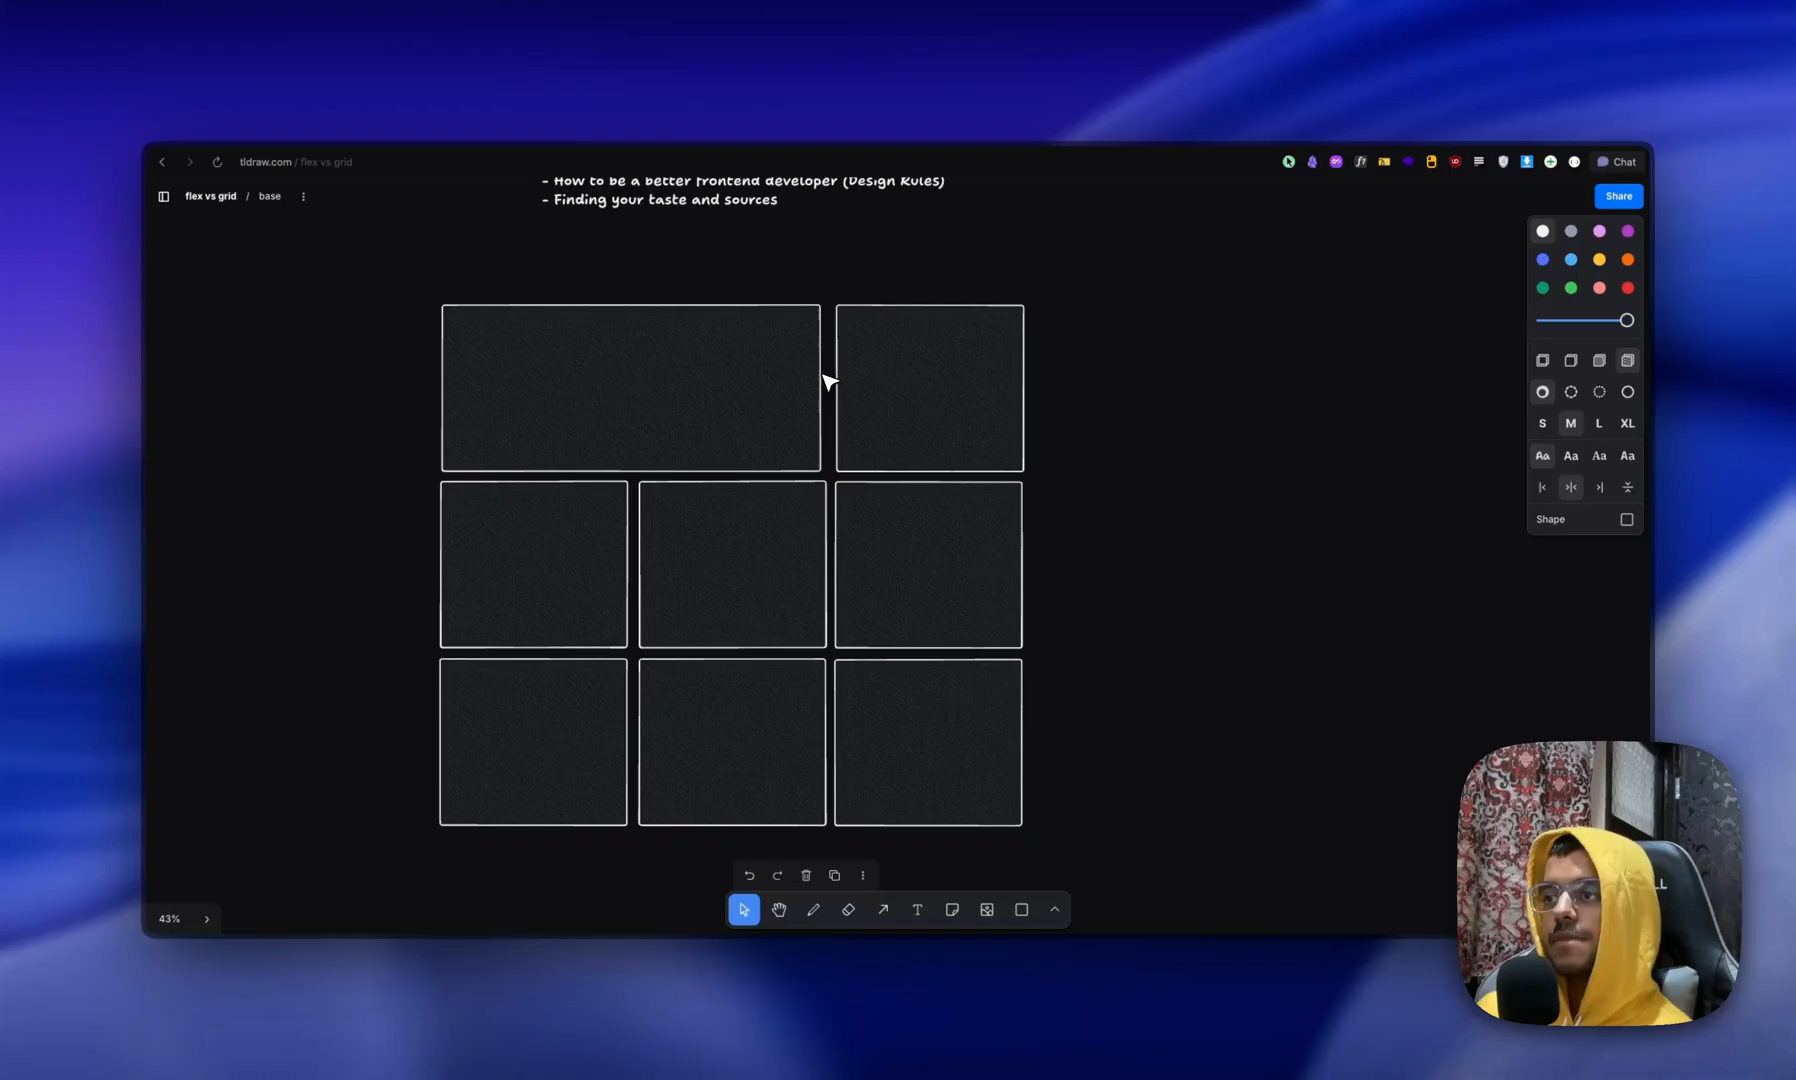 tldraw.com / flex vs grid
Chat
flex vs grid / base
- How to be a better frontend developer (Design Rules)
- Finding your taste and sources
Share
S M L XL
Aa Aa Aa Aa
Shape
43%